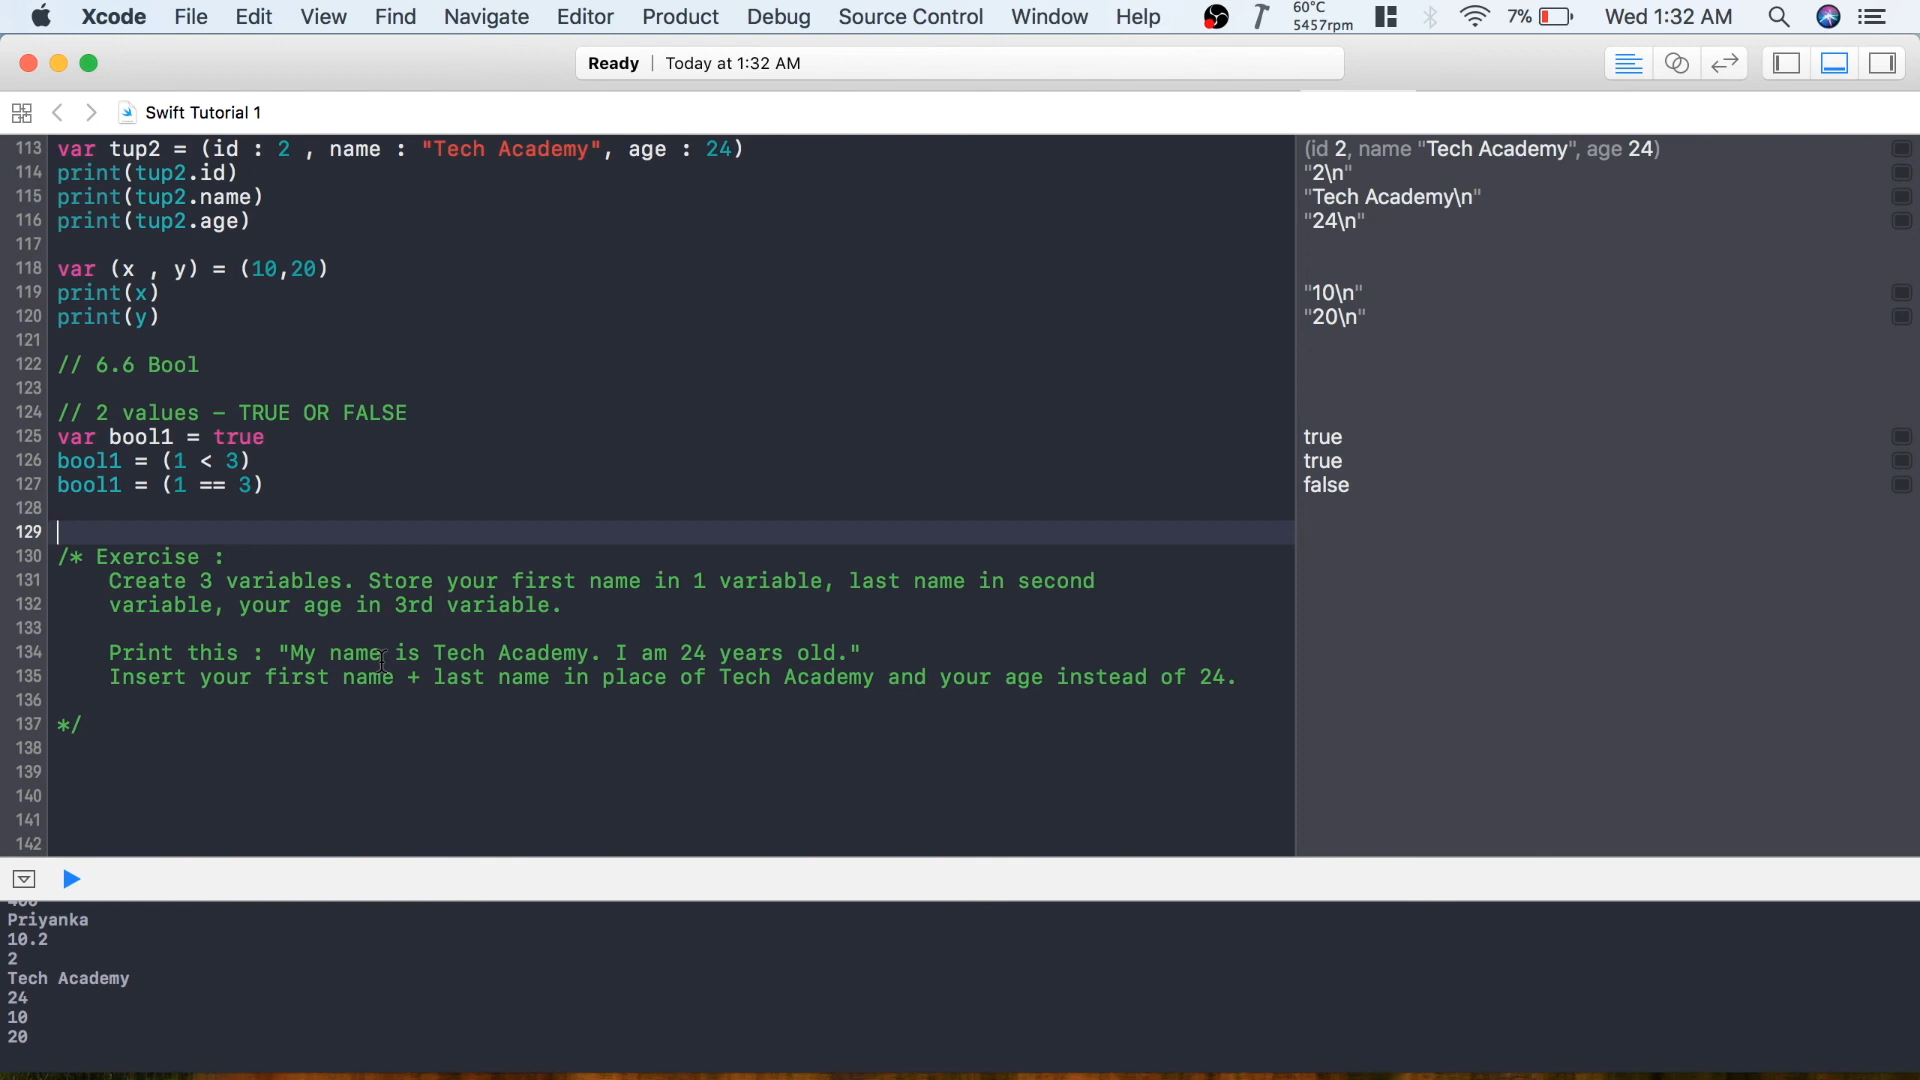 Xcode File Edit View Find Navigate Editor Product Debug Source Control Window Help 60°C 5457rpm 7% Wed 1:32 AM
Ready | Today at 1:32 AM
Swift Tutorial 1
113 var tup2 = (id : 2 , name : "Tech Academy", age : 24) (id 2, name "Tech Academy", age 24)
114 print(tup2.id) "2\n"
115 print(tup2.name) "Tech Academy\n"
116 print(tup2.age) "24\n"
117
118 var (x , y) = (10,20)
119 print(x) "10\n"
120 print(y) "20\n"
121
122 // 6.6 Bool
123
124 // 2 values – TRUE OR FALSE
125 var bool1 = true true
126 bool1 = (1 < 3) true
127 bool1 = (1 == 3) false
128
129
130 /* Exercise :
131 Create 3 variables. Store your first name in 1 variable, last name in second
132 variable, your age in 3rd variable.
133
134 Print this : "My name is Tech Academy. I am 24 years old."
135 Insert your first name + last name in place of Tech Academy and your age instead of 24.
136
137 */
138
139
140
141
142
Priyanka
10.2
2
Tech Academy
24
10
20